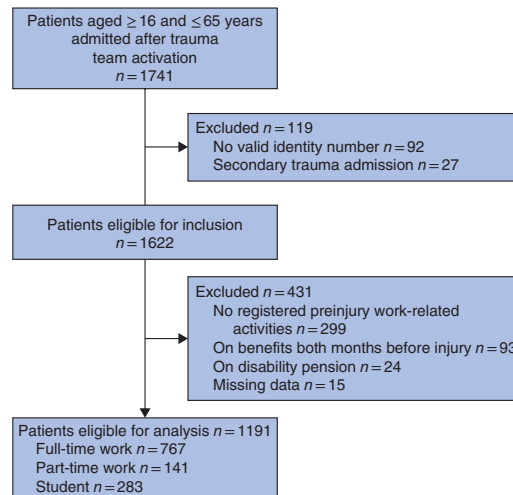 Patients aged ≥ 16 and ≤ 65 years
admitted after trauma
team activation
n = 1741
Excluded n = 119
No valid identity number n = 92
Secondary trauma admission n = 27
Patients eligible for inclusion
n = 1622
Excluded n = 431
No registered preinjury work-related
activities n = 299
On benefits both months before injury n = 93
On disability pension n = 24
Missing data n = 15
Patients eligible for analysis n = 1191
Full-time work n = 767
Part-time work n = 141
Student n = 283